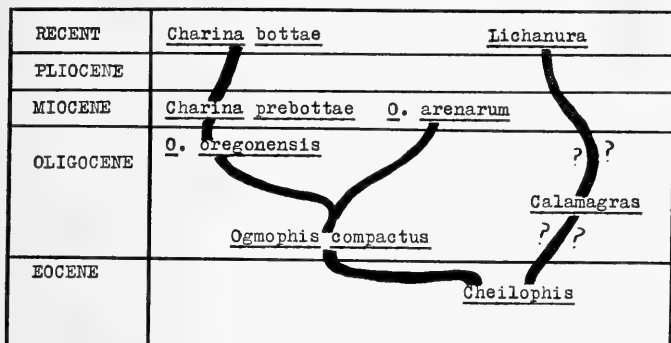 RECENT Charina bottae Lichanura
PLIOCENE
MIOCENE Charina prebottae O. arenarum
O. oregonensis
OLIGOCENE ? ?
Calamagras
? ?
Ogmophis compactus
EOCENE
Cheilophis